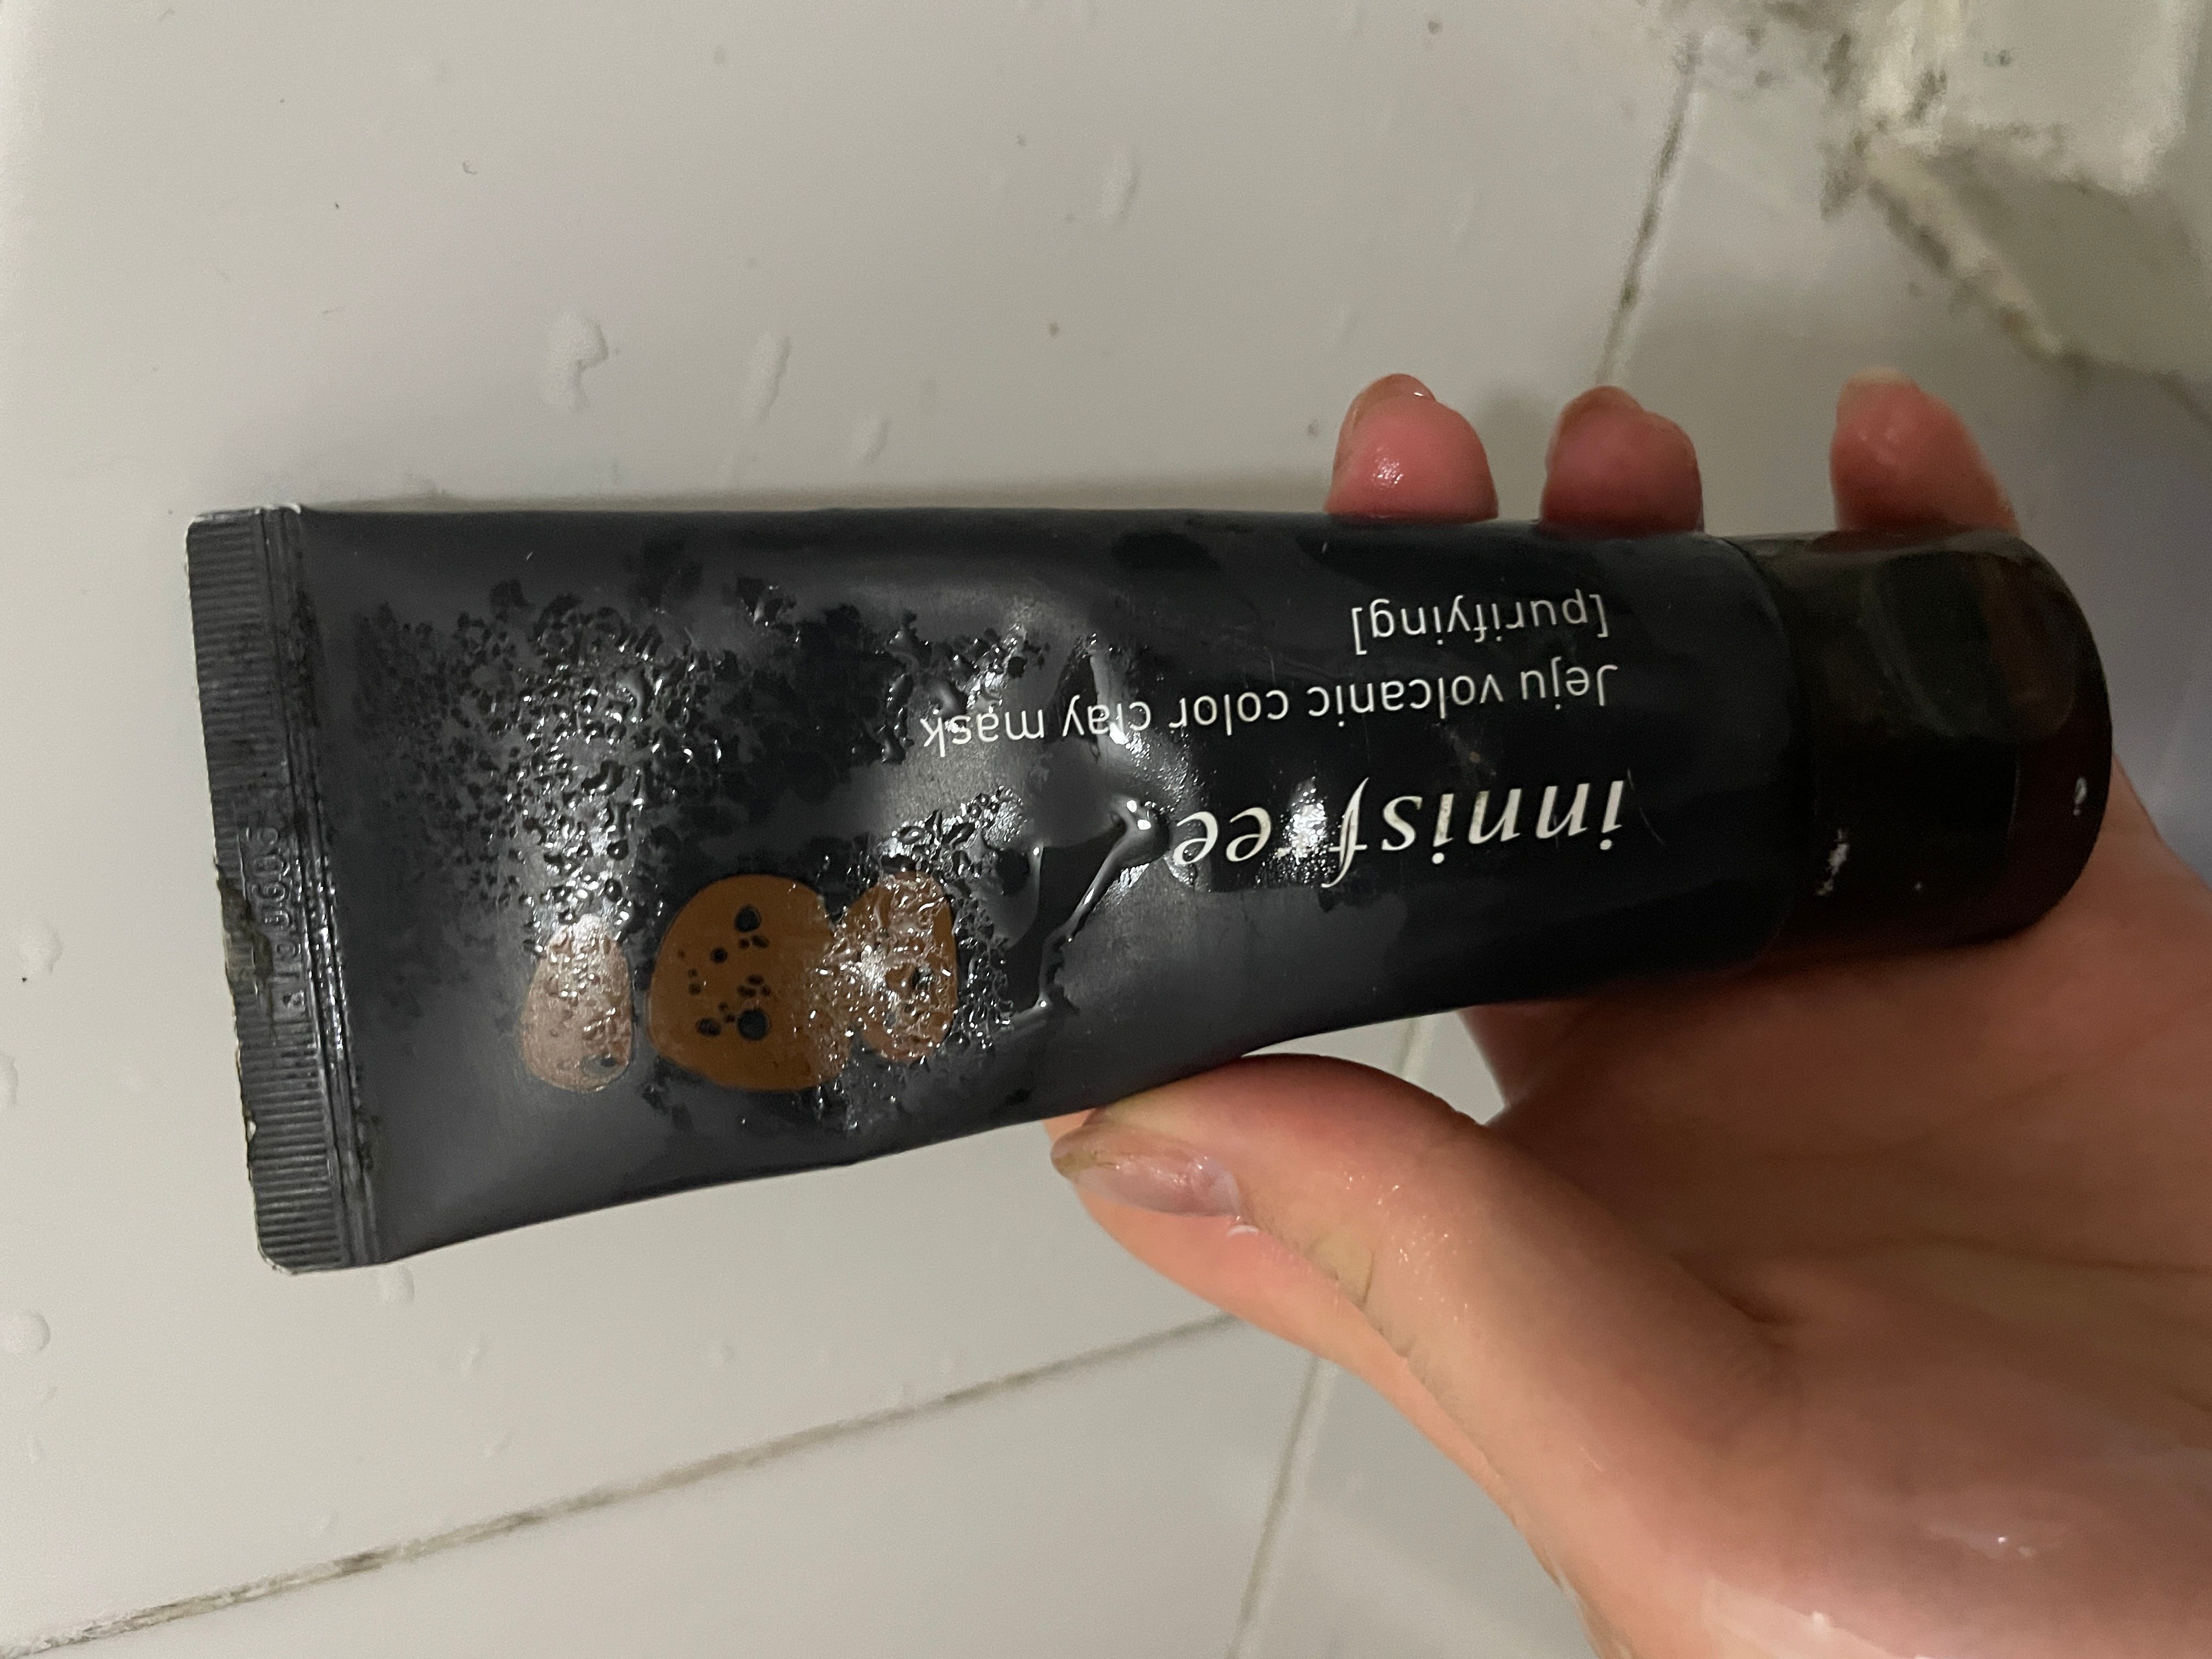 innisfree
Jeju volcanic color clay mask
[purifying]